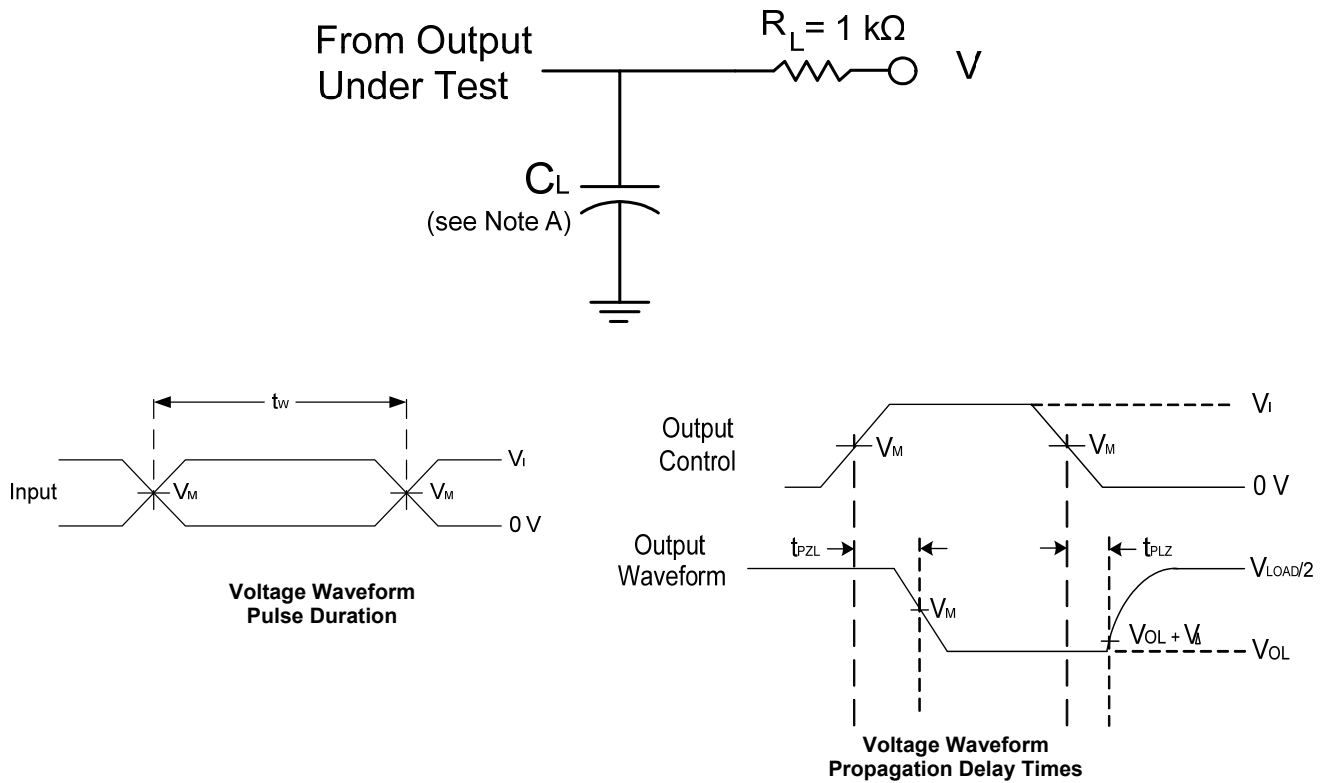 From Output
Under Test
RL = 1 kΩ
V
CL
(see Note A)
tW
Input
VM
VM
VI
0 V
Voltage Waveform
Pulse Duration
Output
Control
VM
VM
VI
0 V
Output
Waveform
tPZL
tPLZ
VM
VLOAD/2
VOL + VΔ
VOL
Voltage Waveform
Propagation Delay Times